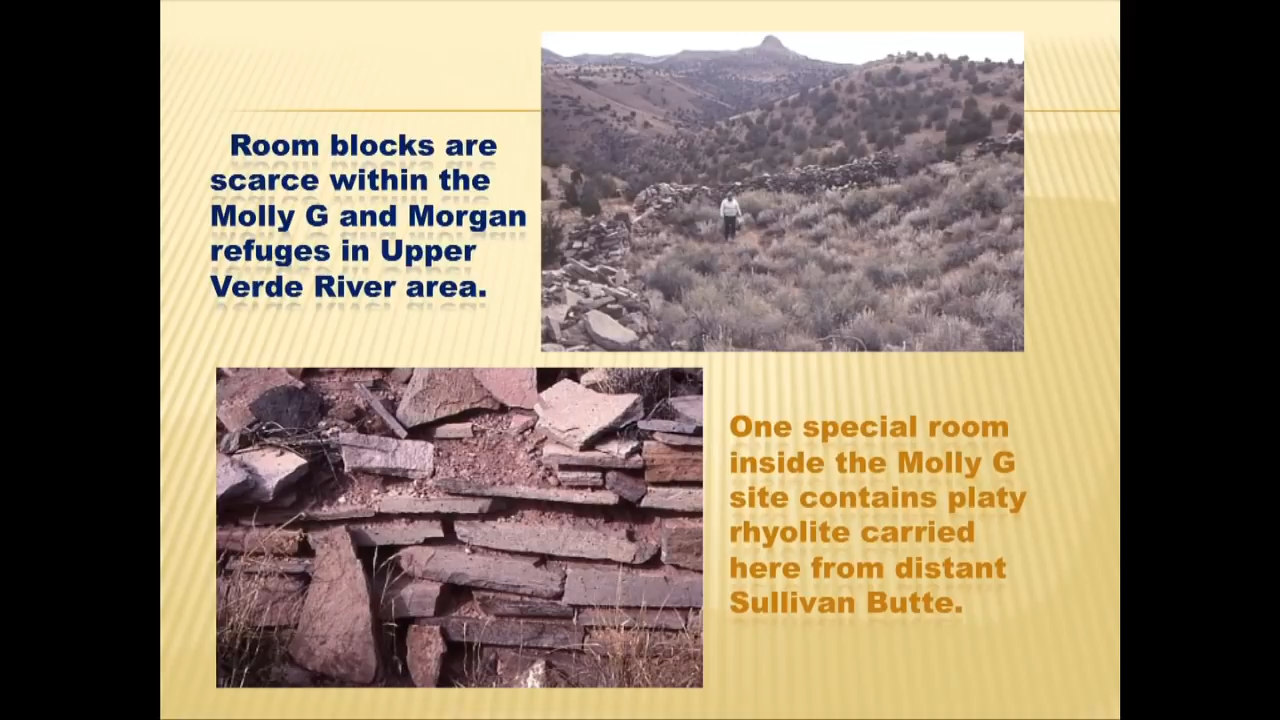 Room blocks are
scarce within the
Molly G and Morgan
refuges in Upper
Verde River area.
One special room
inside the Molly G
site contains platy
rhyolite carried
here from distant
Sullivan Butte.